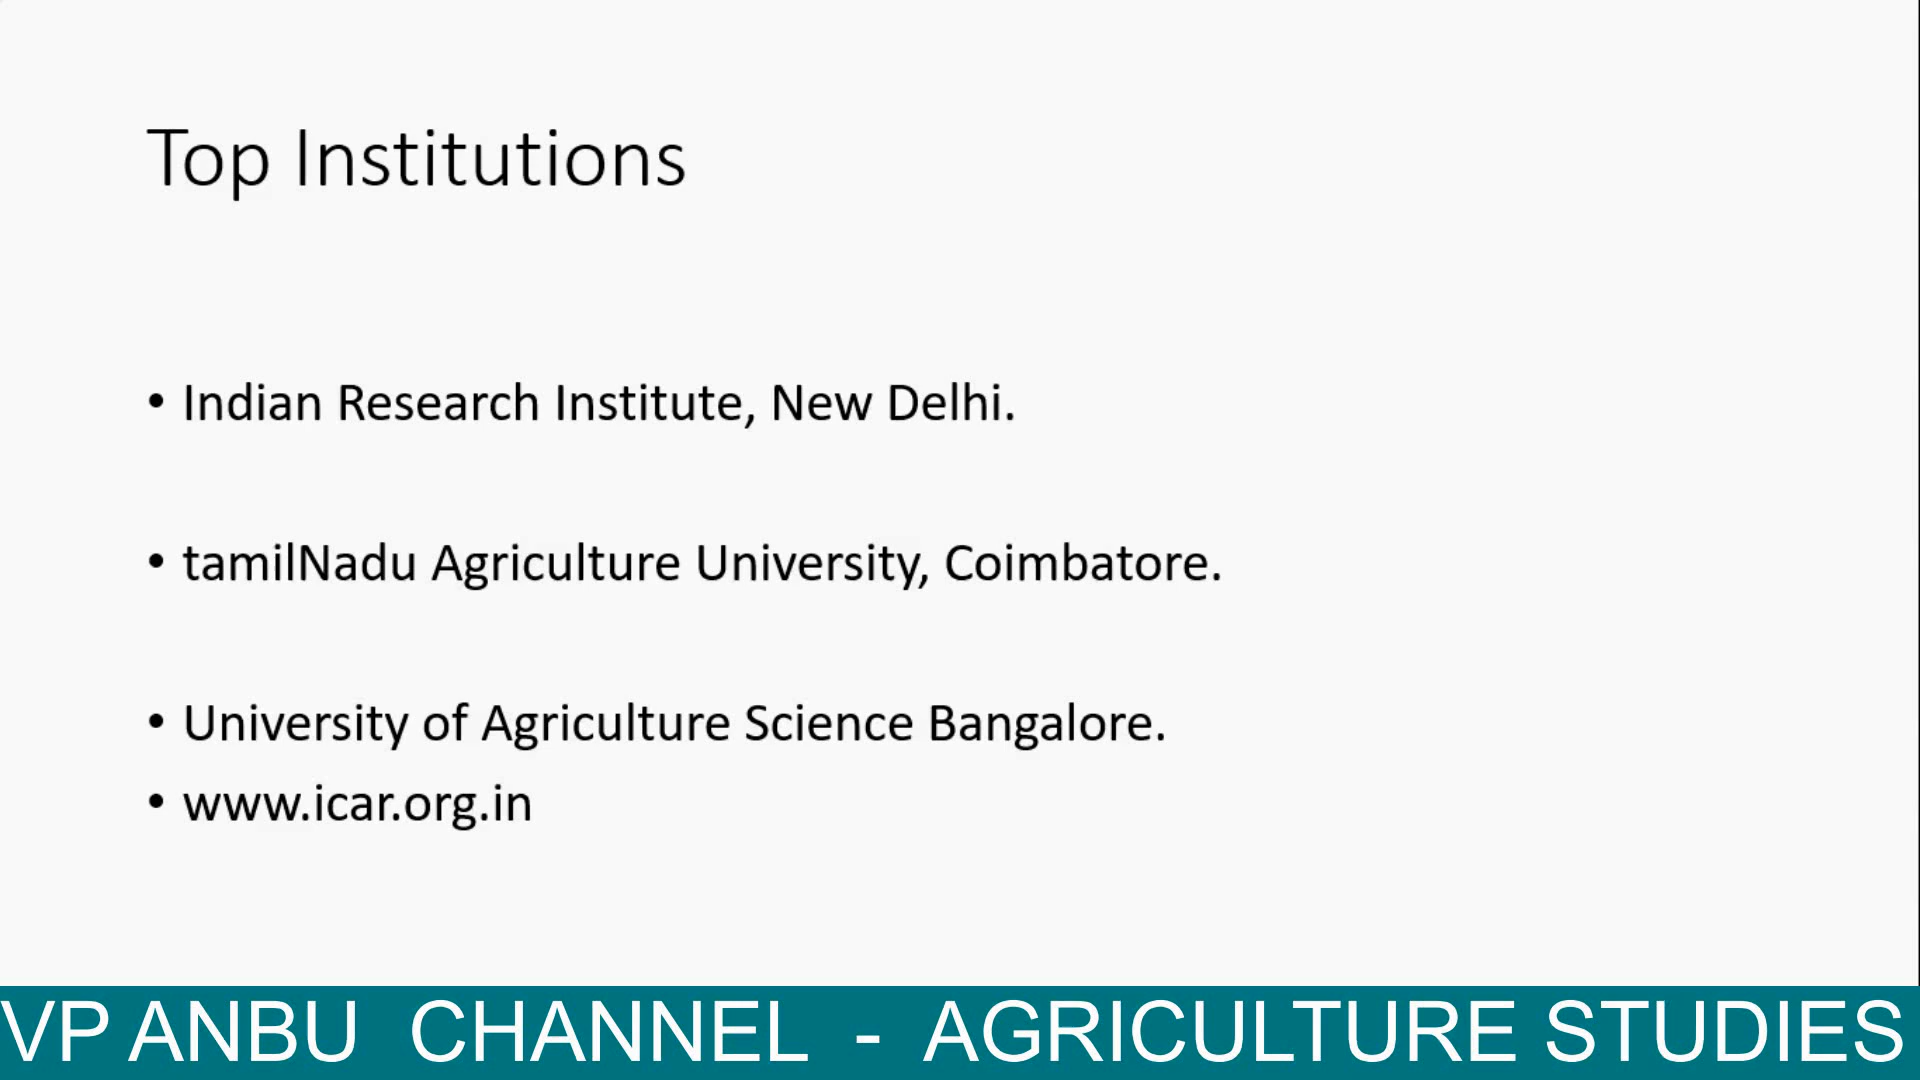 Top Institutions
• Indian Research Institute, New Delhi.
• tamilNadu Agriculture University, Coimbatore.
• University of Agriculture Science Bangalore.
• www.icar.org.in
VP ANBU CHANNEL - AGRICULTURE STUDIES